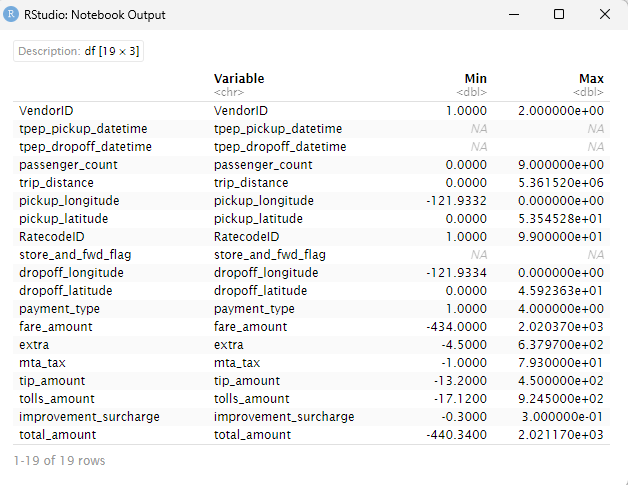 RStudio: Notebook Output
Description: df [19 × 3]
Variable Min Max
<chr> <dbl> <dbl>
VendorID VendorID 1.0000 2.000000e+00
tpep_pickup_datetime tpep_pickup_datetime NA NA
tpep_dropoff_datetime tpep_dropoff_datetime NA NA
passenger_count passenger_count 0.0000 9.000000e+00
trip_distance trip_distance 0.0000 5.361520e+06
pickup_longitude pickup_longitude -121.9332 0.000000e+00
pickup_latitude pickup_latitude 0.0000 5.354528e+01
RatecodeID RatecodeID 1.0000 9.900000e+01
store_and_fwd_flag store_and_fwd_flag NA NA
dropoff_longitude dropoff_longitude -121.9334 0.000000e+00
dropoff_latitude dropoff_latitude 0.0000 4.592363e+01
payment_type payment_type 1.0000 4.000000e+00
fare_amount fare_amount -434.0000 2.020370e+03
extra extra -4.5000 6.379702e+02
mta_tax mta_tax -1.0000 7.930000e+01
tip_amount tip_amount -13.2000 4.500000e+02
tolls_amount tolls_amount -17.1200 9.245000e+02
improvement_surcharge improvement_surcharge -0.3000 3.000000e-01
total_amount total_amount -440.3400 2.021170e+03
1-19 of 19 rows